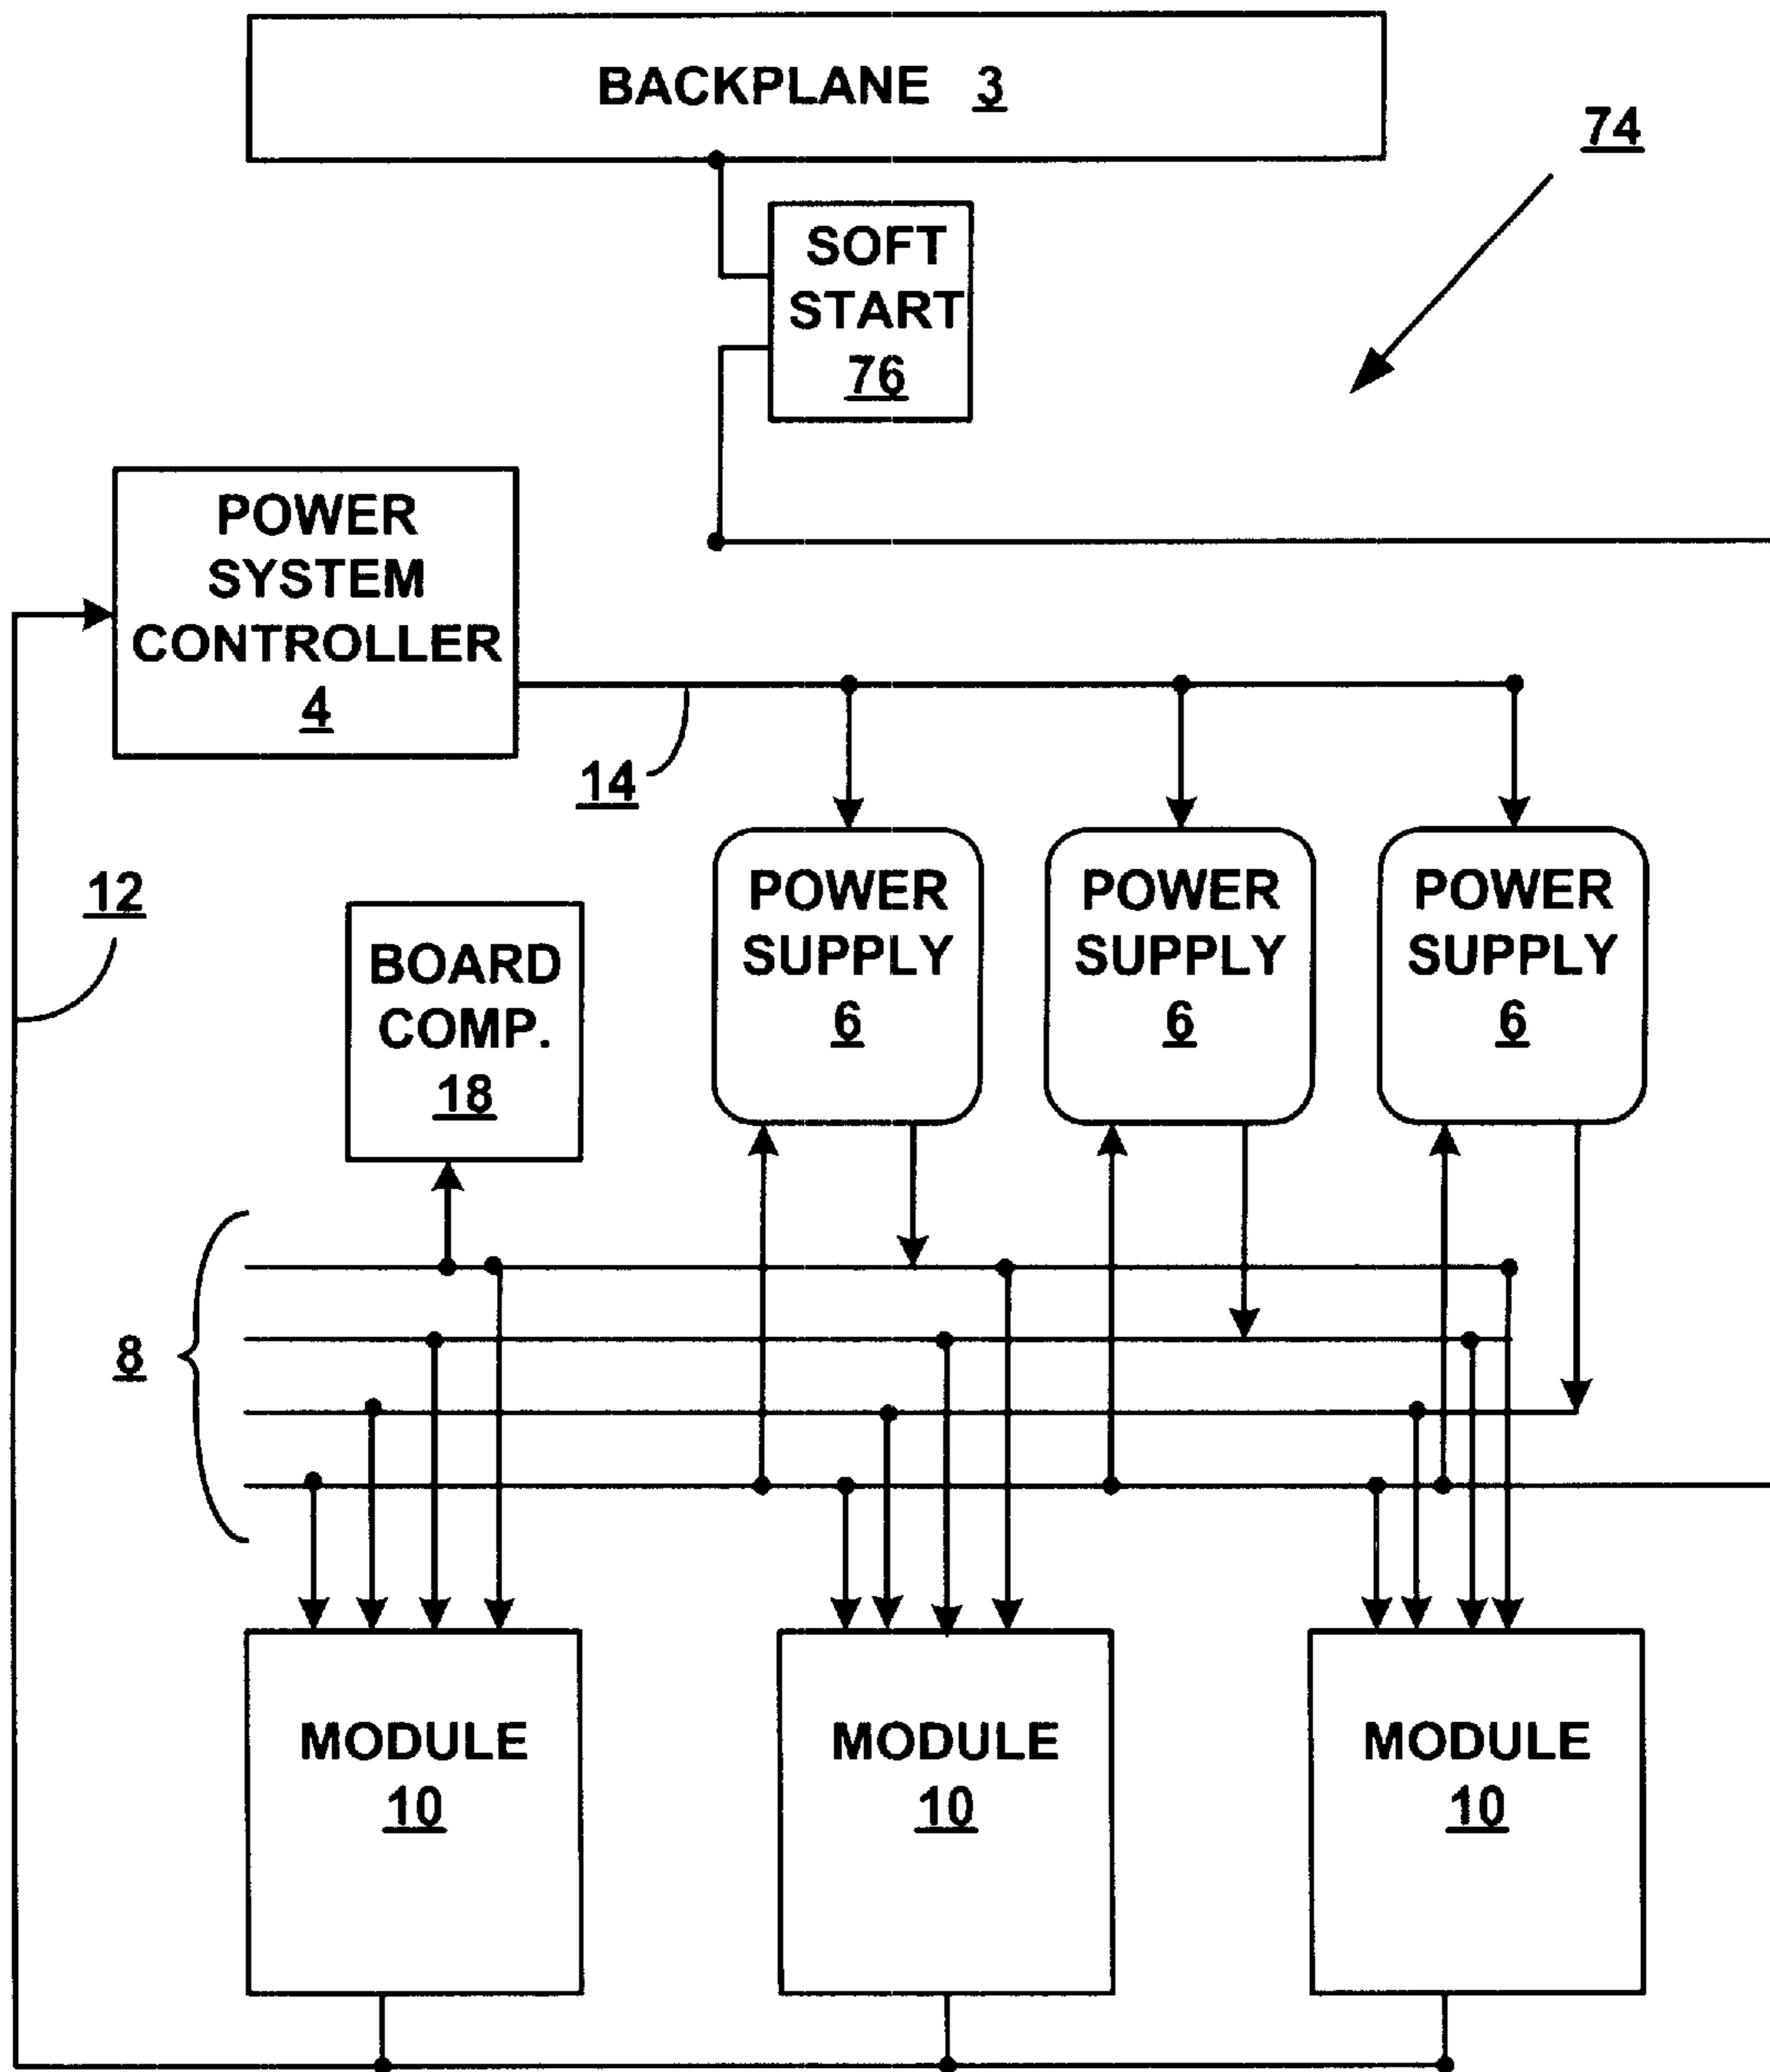 BACKPLANE 3
74
SOFT
START
76
POWER
SYSTEM
CONTROLLER
4
14
12
BOARD
COMP.
18
POWER
SUPPLY
6
POWER
SUPPLY
6
POWER
SUPPLY
6
8
MODULE
10
MODULE
10
MODULE
10